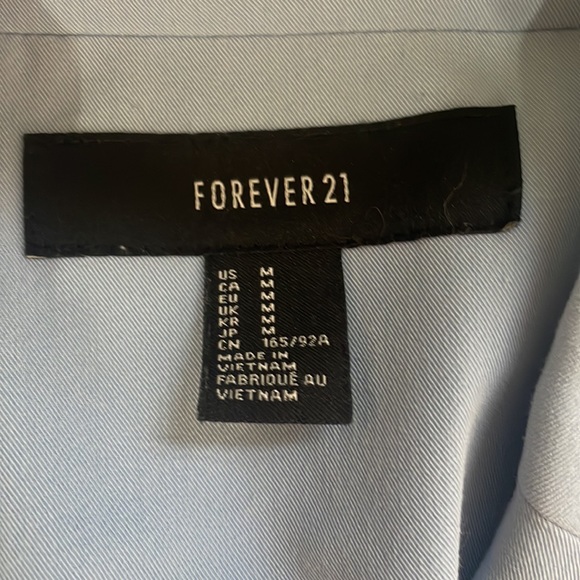 FOREVER 21
US M
CA M
EU M
UK M
KR M
JP M
CN 165/92A
MADE IN
VIETNAM
FABRIQUÉ AU
VIETNAM